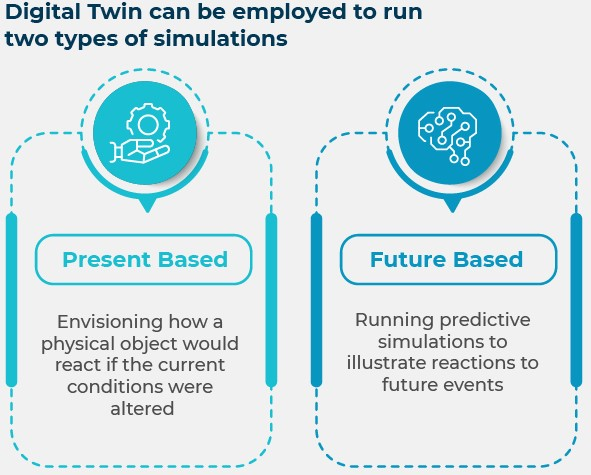 Digital Twin can be employed to run
two types of simulations
Present Based
Envisioning how a
physical object would
react if the current
conditions were
altered
Future Based
Running predictive
simulations to
illustrate reactions to
future events